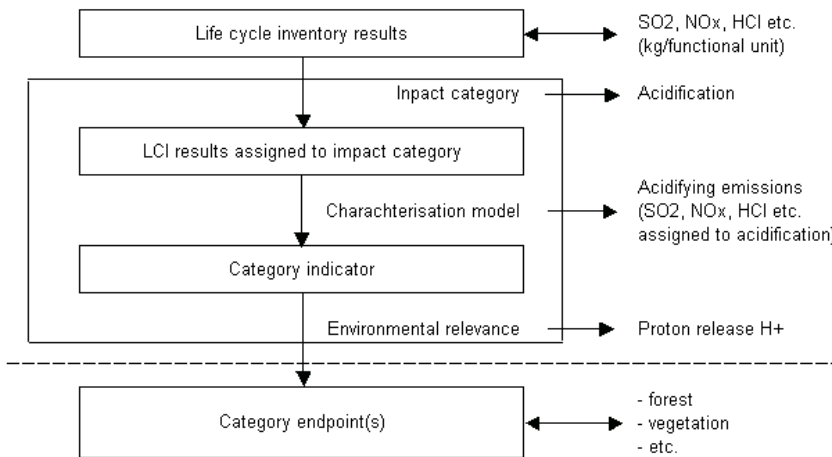 Life cycle inventory results
SO2, NOx, HCl etc.
(kg/functional unit)
Inpact category
Acidification
LCI results assigned to impact category
Charachterisation model
Acidifying emissions
(SO2, NOx, HCl etc.
assigned to acidification)
Category indicator
Environmental relevance
Proton release H+
Category endpoint(s)
- forest
- vegetation
- etc.